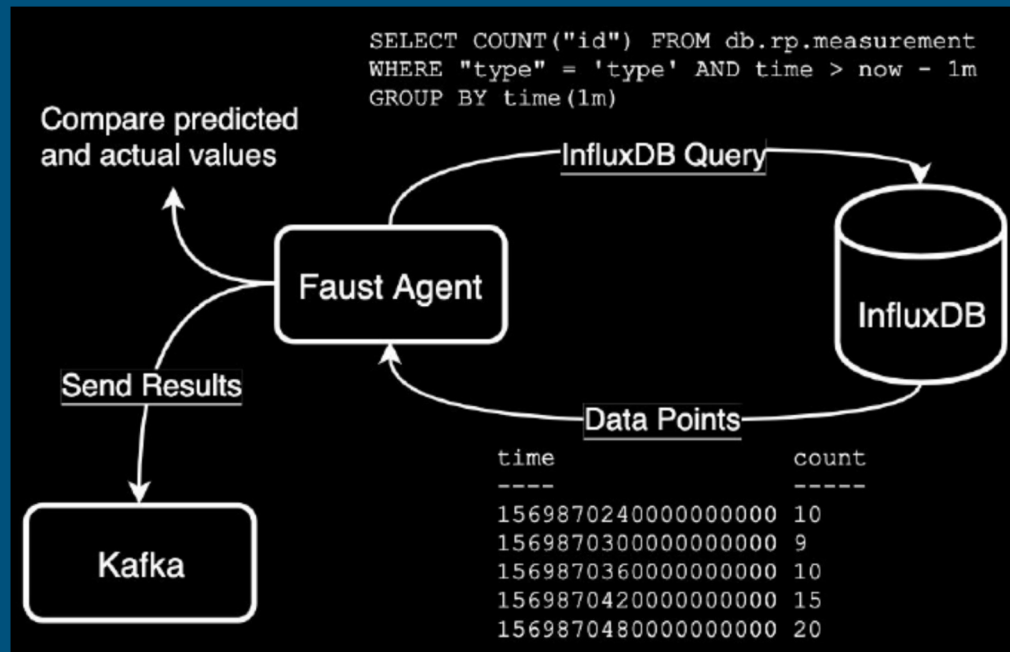 SELECT COUNT("id") FROM db.rp.measurement
WHERE "type" = 'type' AND time > now - 1m
GROUP BY time(1m)
Compare predicted
and actual values
InfluxDB Query
Faust Agent
InfluxDB
Send Results
Data Points
time count
---- -----
1569870240000000000 10
1569870300000000000 9
1569870360000000000 10
1569870420000000000 15
1569870480000000000 20
Kafka